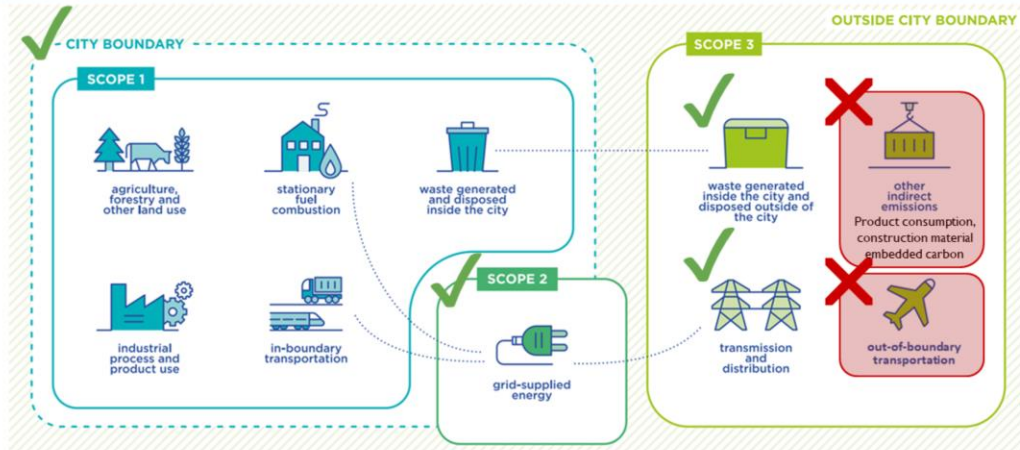 OUTSIDE CITY BOUNDARY
CITY BOUNDARY
SCOPE 1
agriculture,
forestry and
other land use
stationary
fuel
combustion
waste generated
and disposed
inside the city
industrial
process and
product use
in-boundary
transportation
SCOPE 2
grid-supplied
energy
SCOPE 3
waste generated
inside the city and
disposed outside of
the city
other
indirect
emissions
Product consumption,
construction material
embedded carbon
transmission
and
distribution
out-of-boundary
transportation